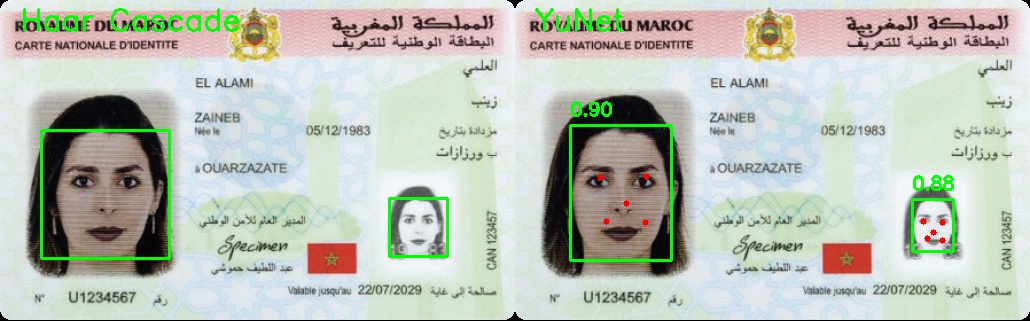 Haar Cascade
ROYAUME DU MAROC
المملكة المغربية
CARTE NATIONALE D'IDENTITE
البطاقة الوطنية للتعريف
العلمي
EL ALAMI
زينب
ZAINEB
Née le
05/12/1983
مزدادة بتاريخ
à OUARZAZATE
ب ورزازات
المدير العام للأمن الوطني
Specimen
عبد اللطيف حموشي
CAN 123457
N° U1234567 رقم
Valable jusqu'au 22/07/2029 صالحة إلى غاية
YuNet
ROYAUME DU MAROC
المملكة المغربية
CARTE NATIONALE D'IDENTITE
البطاقة الوطنية للتعريف
العلمي
EL ALAMI
زينب
0.90
ZAINEB
Née le
05/12/1983
مزدادة بتاريخ
à OUARZAZATE
ب ورزازات
0.88
المدير العام للأمن الوطني
Specimen
عبد اللطيف حموشي
CAN 123457
N° U1234567 رقم
Valable jusqu'au 22/07/2029 صالحة إلى غاية